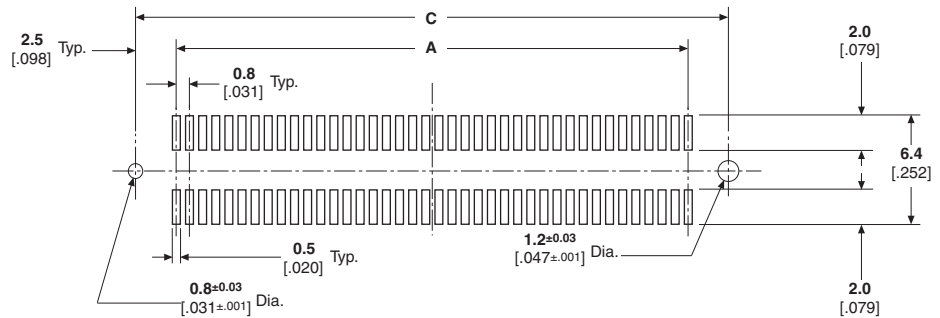 C
2.5
[.098] Typ.
A
2.0
[.079]
0.8
[.031] Typ.
6.4
[.252]
0.5
[.020] Typ.
1.2±0.03
[.047±.001] Dia.
0.8±0.03
[.031±.001] Dia.
2.0
[.079]